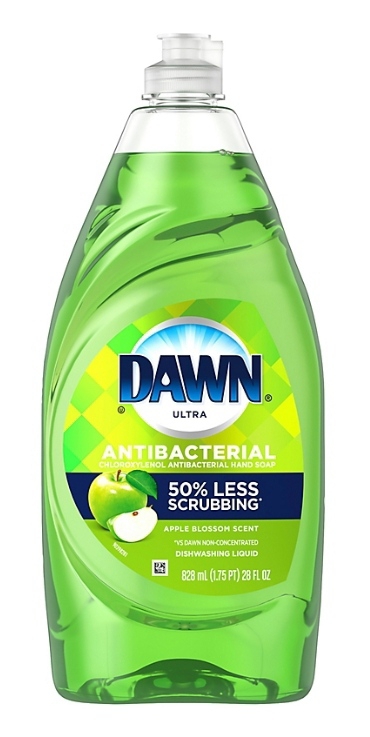 DAWN®
ULTRA
ANTIBACTERIAL
CHLOROXYLENOL ANTIBACTERIAL HAND SOAP
50% LESS
SCRUBBING*
APPLE BLOSSOM SCENT
*VS DAWN NON-CONCENTRATED
DISHWASHING LIQUID
828 mL (1.75 PT) 28 FL OZ